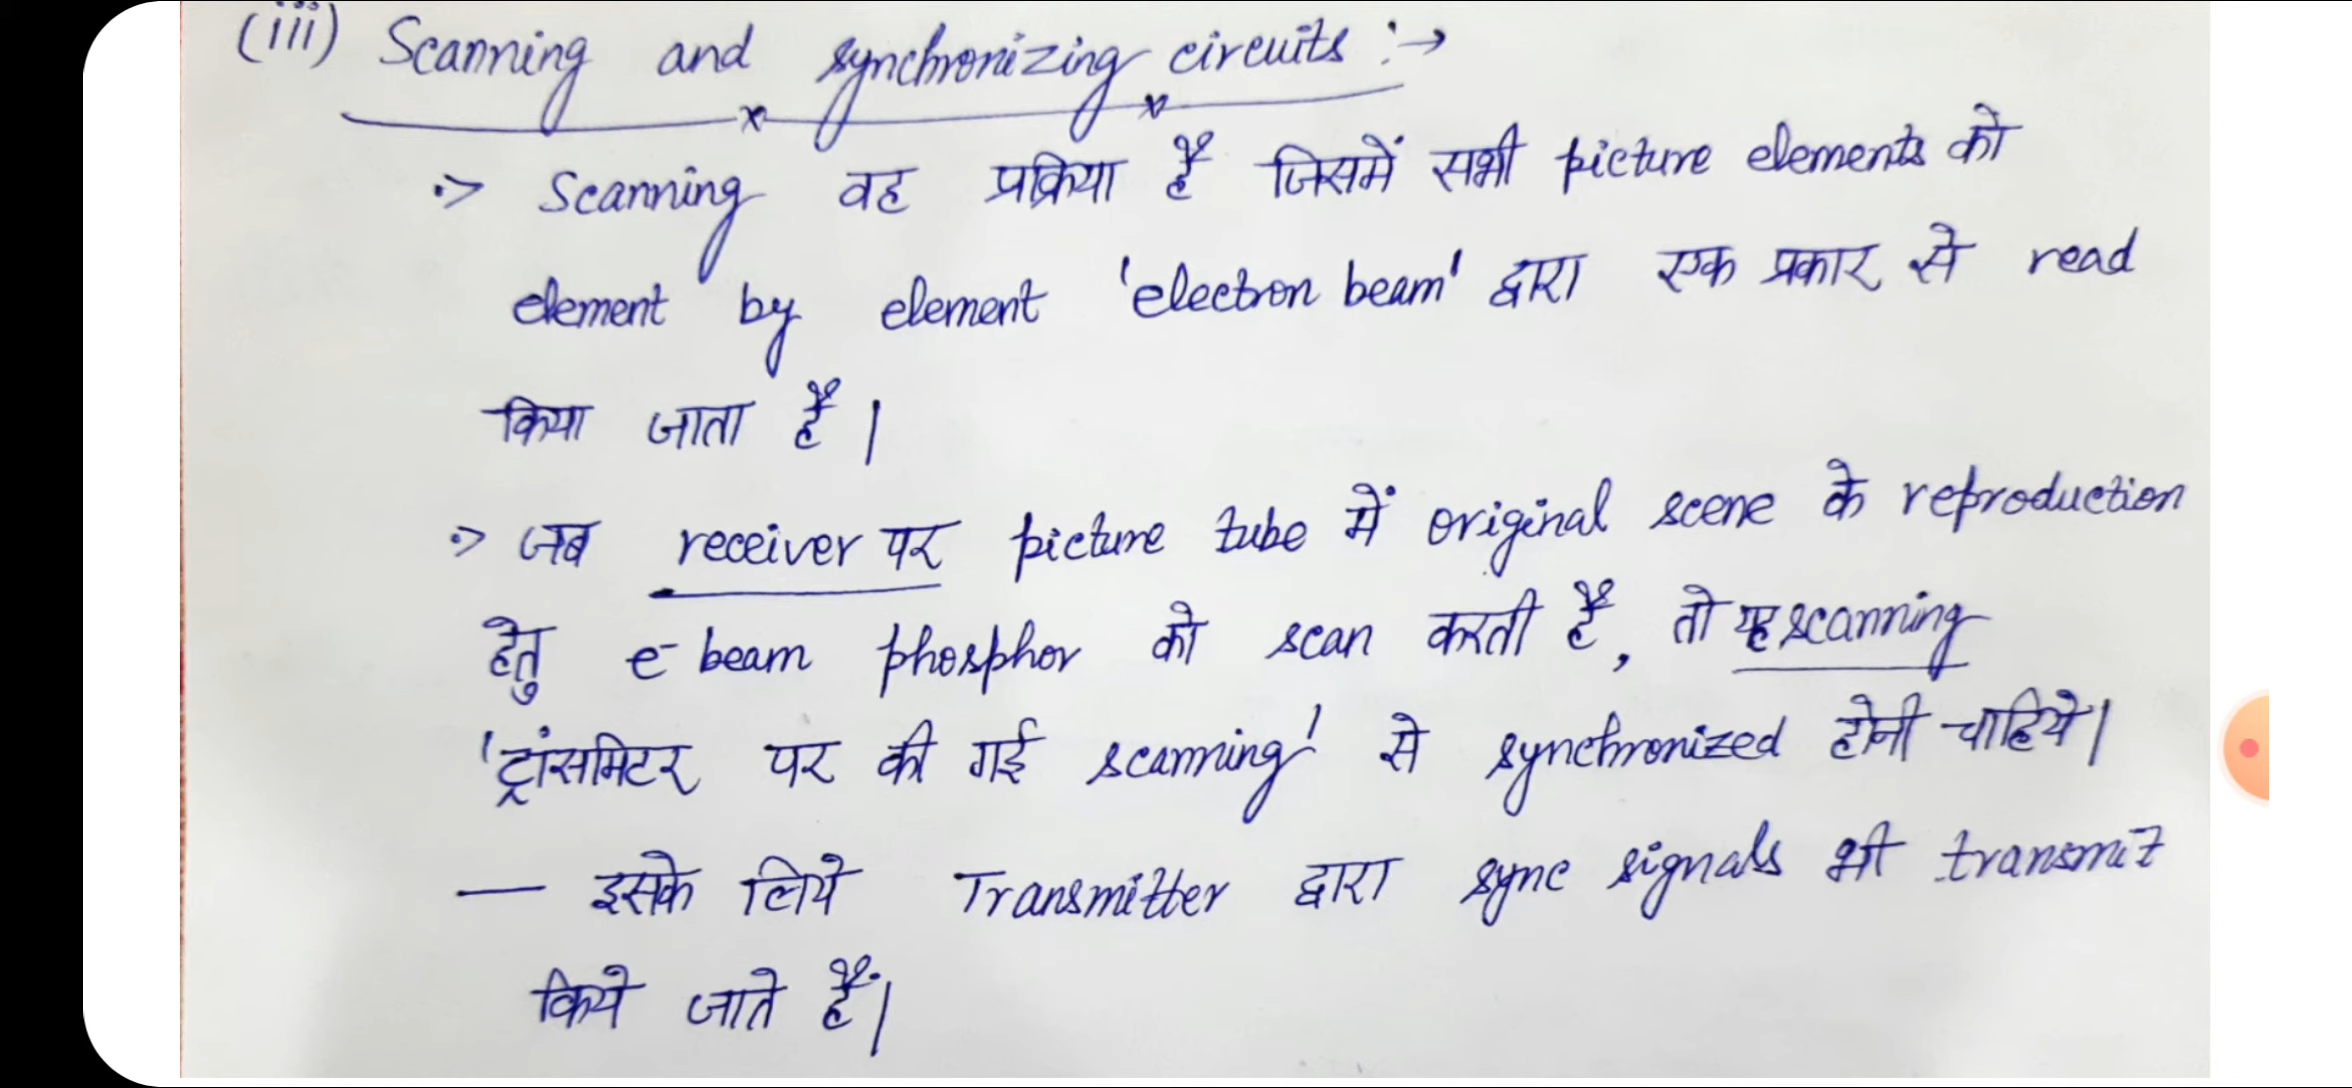 (iii) Scanning and synchronizing circuits :→
:> Scanning वह प्रक्रिया है जिसमें सभी picture elements को
element by element 'electron beam' द्वारा एक प्रकार से read
किया जाता है |
:> जब receiver पर picture tube में original scene के reproduction
हेतु e⁻ beam phosphor को scan करती है, तो यह scanning
'ट्रांसमिटर पर की गई scanning' से synchronized होनी चाहिये |
— इसके लिये Transmitter द्वारा sync signals भी transmit
किये जाते हैं |